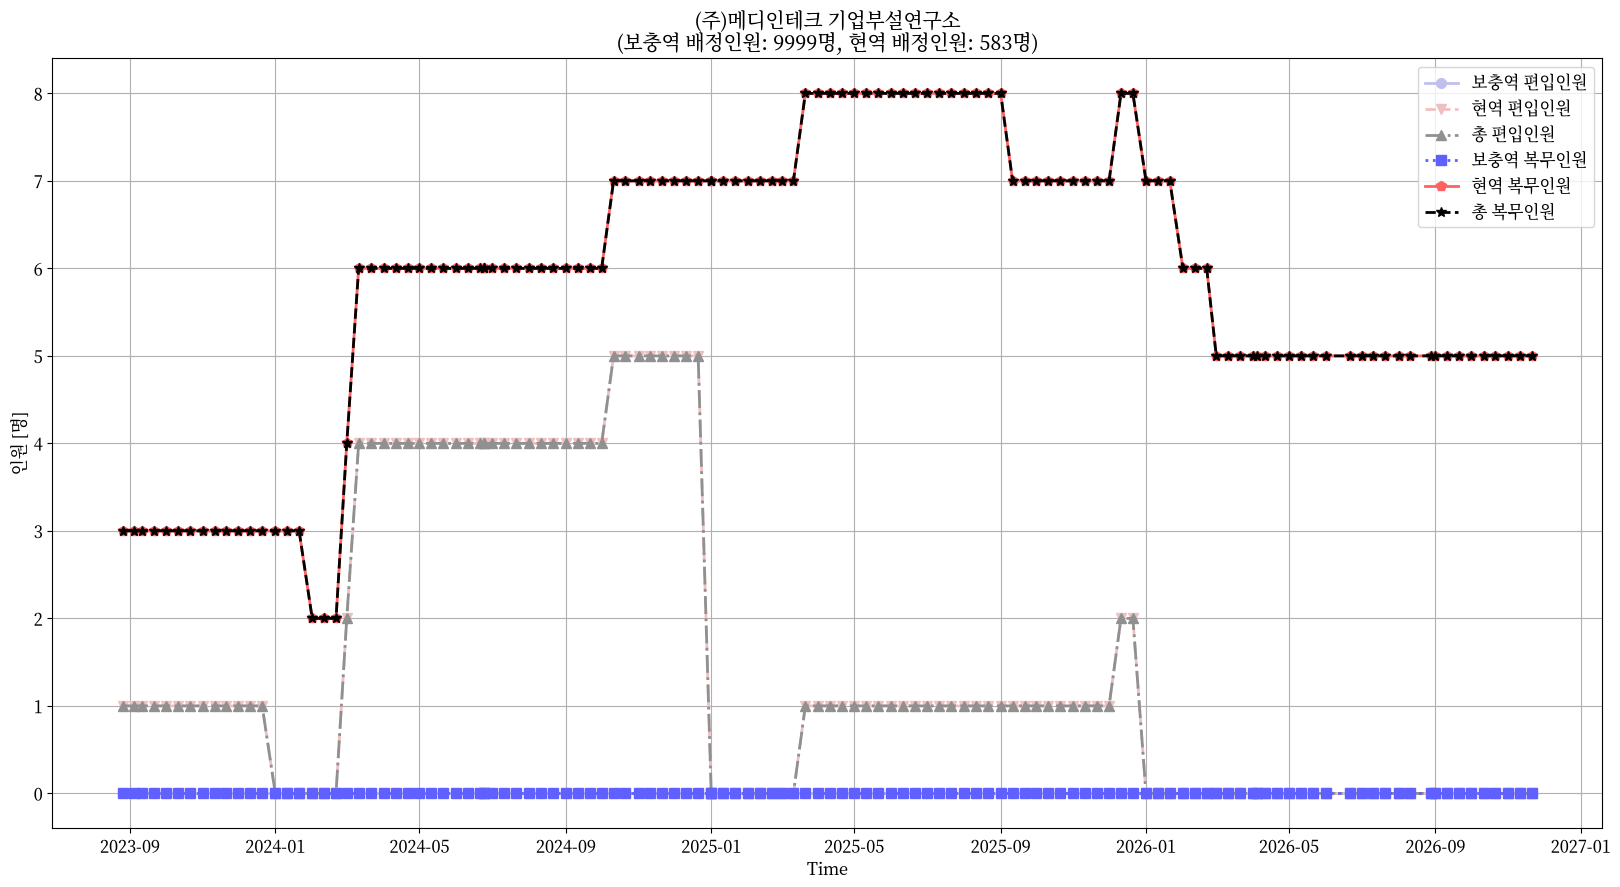 (주)메디인테크 기업부설연구소
(보충역 배정인원: 9999명, 현역 배정인원: 583명)
보충역 편입인원
현역 편입인원
총 편입인원
보충역 복무인원
현역 복무인원
총 복무인원
인원 [명]
8
7
6
5
4
3
2
1
0
2023-09
2024-01
2024-05
2024-09
2025-01
2025-05
2025-09
2026-01
2026-05
2026-09
2027-01
Time